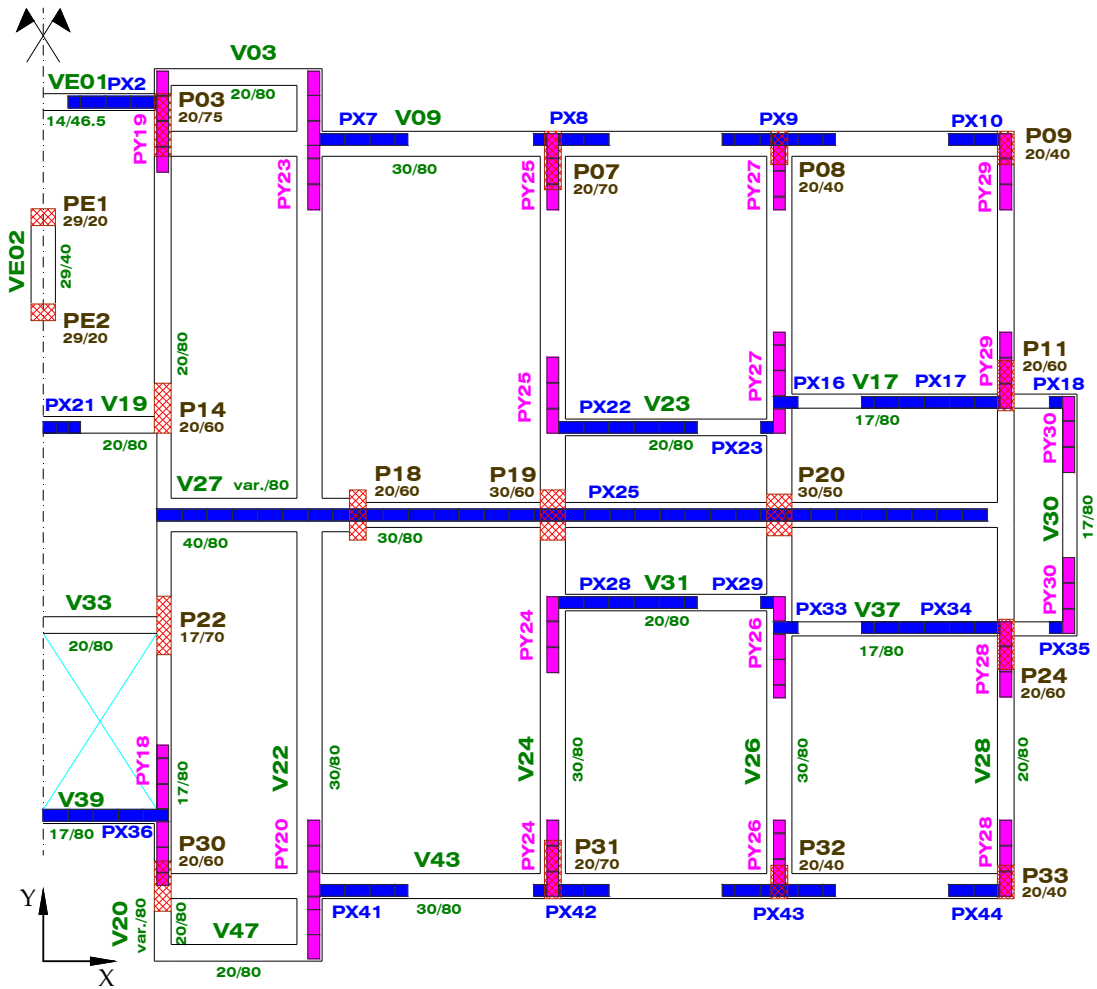 V03
VE01 PX2
20/80
P03
20/75
14/46.5
PY19
PX7 V09 PX8 PX9 PX10
P09
20/40
30/80
PY23
PY25
P07
20/70
PY27
P08
20/40
PY29
PE1
29/20
VE02
29/40
PE2
29/20
20/80
PY25
PY27
PY29
P11
20/60
PX21 V19
P14
20/60
PX22 V23
PX16 V17 PX17 PX18
20/80
20/80
PX23
17/80
PY30
V27 var./80
P18
20/60
P19
30/60
PX25
P20
30/50
V30
17/80
40/80
30/80
PY30
V33
20/80
P22
17/70
PX28 V31 PX29
20/80
PX33 V37 PX34
PX35
17/80
PY24
PY26
PY28
P24
20/60
PY18
17/80
V22
30/80
V24
30/80
V26
30/80
V28
20/80
V39
17/80
PX36
P30
20/60
PY20
V43
PY24
P31
20/70
PY26
P32
20/40
PY28
P33
20/40
PX41
30/80
PX42
PX43
PX44
V20
var./80
20/80
V47
20/80
Y
X